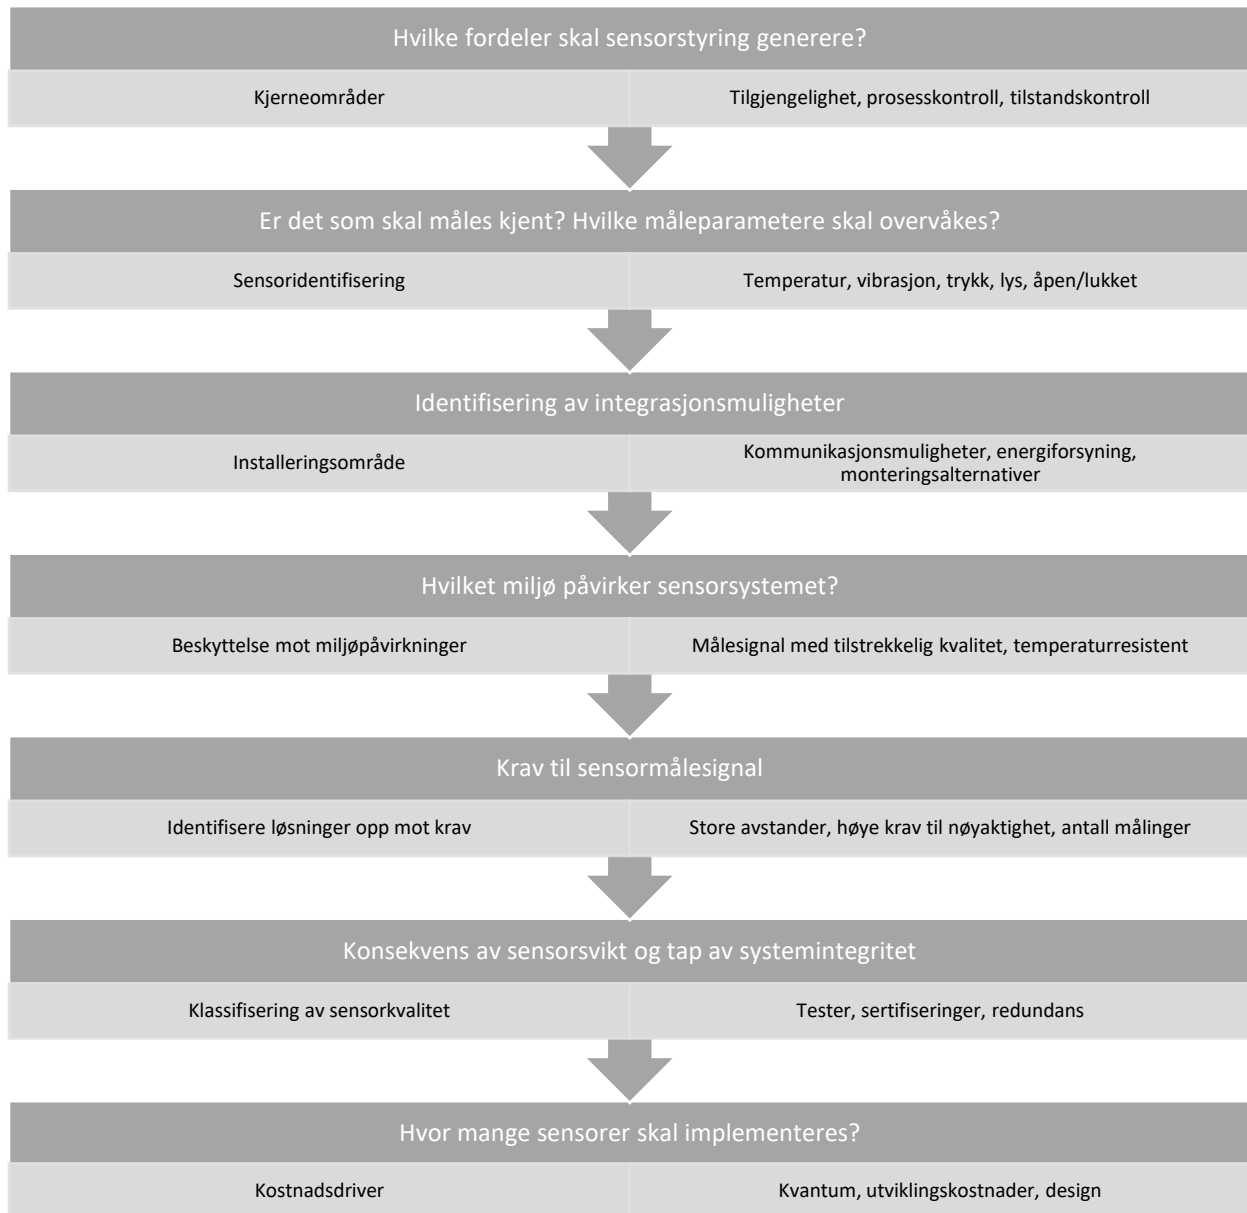 Hvilke fordeler skal sensorstyring generere?
Kjerneområder
Tilgjengelighet, prosesskontroll, tilstandskontroll
Er det som skal måles kjent? Hvilke måleparametere skal overvåkes?
Sensoridentifisering
Temperatur, vibrasjon, trykk, lys, åpen/lukket
Identifisering av integrasjonsmuligheter
Installeringsområde
Kommunikasjonsmuligheter, energiforsyning,
monteringsalternativer
Hvilket miljø påvirker sensorsystemet?
Beskyttelse mot miljøpåvirkninger
Målesignal med tilstrekkelig kvalitet, temperaturresistent
Krav til sensormålesignal
Identifisere løsninger opp mot krav
Store avstander, høye krav til nøyaktighet, antall målinger
Konsekvens av sensorsvikt og tap av systemintegritet
Klassifisering av sensorkvalitet
Tester, sertifiseringer, redundans
Hvor mange sensorer skal implementeres?
Kostnadsdriver
Kvantum, utviklingskostnader, design